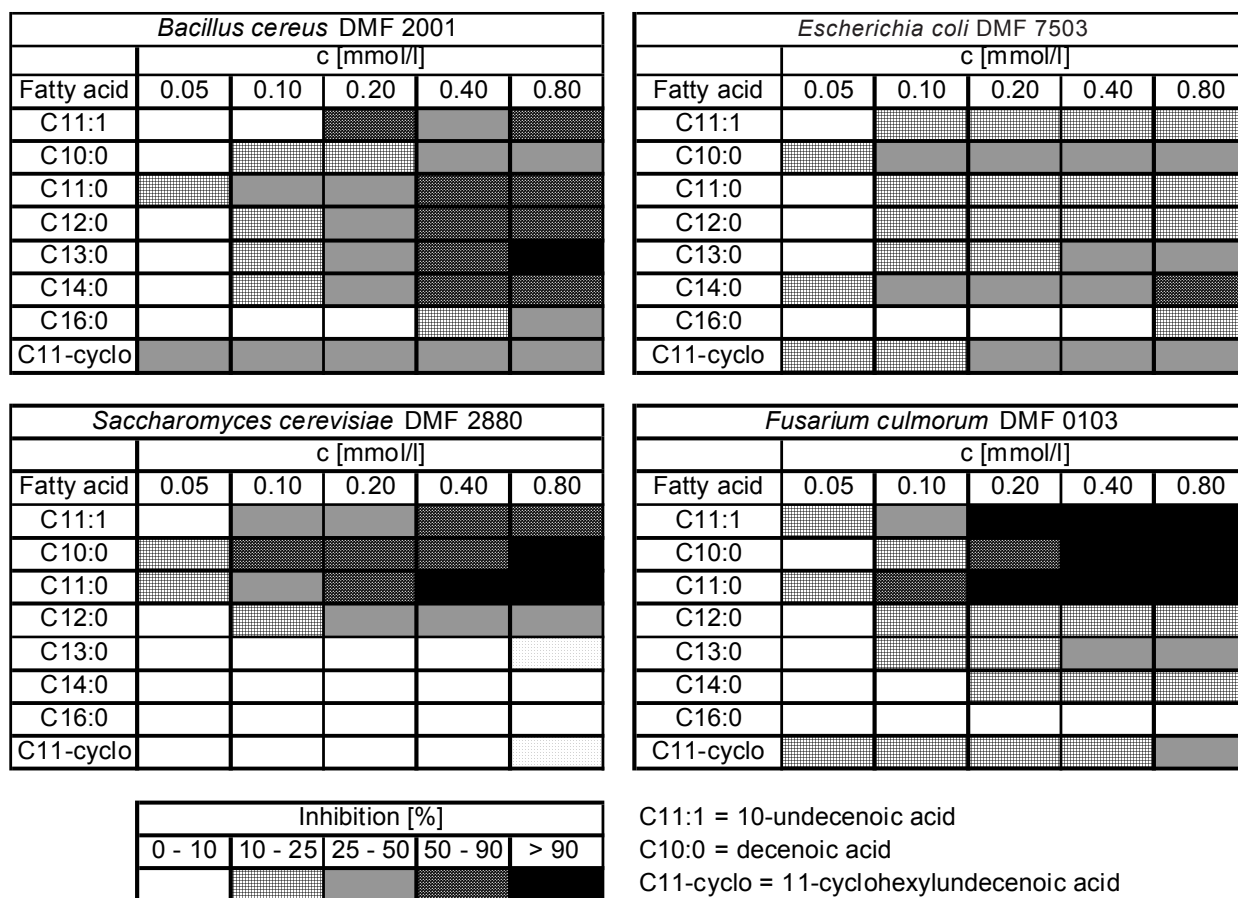 Bacillus cereus DMF 2001
c [mmol/l]
Fatty acid 0.05 0.10 0.20 0.40 0.80
C11:1
C10:0
C11:0
C12:0
C13:0
C14:0
C16:0
C11-cyclo
Escherichia coli DMF 7503
c [mmol/l]
Fatty acid 0.05 0.10 0.20 0.40 0.80
C11:1
C10:0
C11:0
C12:0
C13:0
C14:0
C16:0
C11-cyclo
Saccharomyces cerevisiae DMF 2880
c [mmol/l]
Fatty acid 0.05 0.10 0.20 0.40 0.80
C11:1
C10:0
C11:0
C12:0
C13:0
C14:0
C16:0
C11-cyclo
Fusarium culmorum DMF 0103
c [mmol/l]
Fatty acid 0.05 0.10 0.20 0.40 0.80
C11:1
C10:0
C11:0
C12:0
C13:0
C14:0
C16:0
C11-cyclo
Inhibition [%]
0 - 10 10 - 25 25 - 50 50 - 90 > 90
C11:1 = 10-undecenoic acid
C10:0 = decenoic acid
C11-cyclo = 11-cyclohexylundecenoic acid